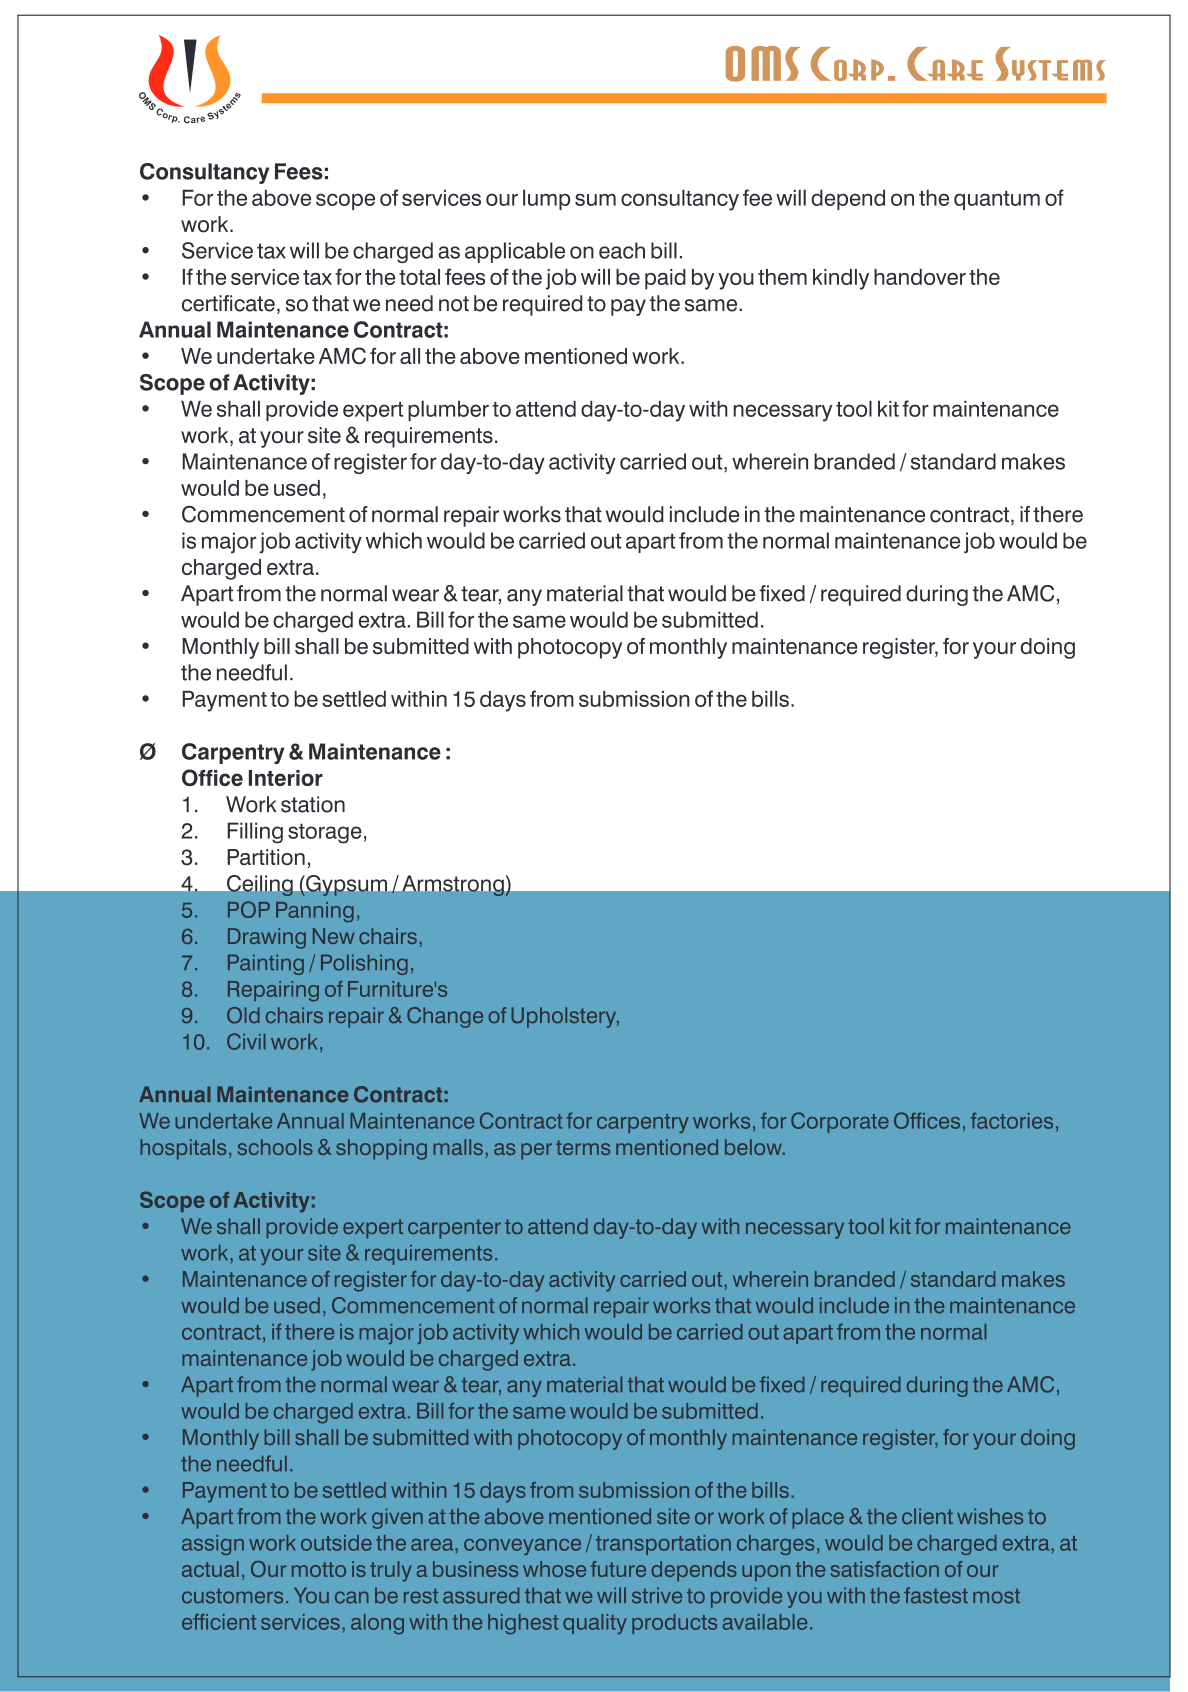 OMS Corp. Care Systems
OMS Corp. Care Systems
Consultancy Fees:
• For the above scope of services our lump sum consultancy fee will depend on the quantum of
work.
• Service tax will be charged as applicable on each bill.
• If the service tax for the total fees of the job will be paid by you them kindly handover the
certificate, so that we need not be required to pay the same.
Annual Maintenance Contract:
• We undertake AMC for all the above mentioned work.
Scope of Activity:
• We shall provide expert plumber to attend day-to-day with necessary tool kit for maintenance
work, at your site & requirements.
• Maintenance of register for day-to-day activity carried out, wherein branded / standard makes
would be used,
• Commencement of normal repair works that would include in the maintenance contract, if there
is major job activity which would be carried out apart from the normal maintenance job would be
charged extra.
• Apart from the normal wear & tear, any material that would be fixed / required during the AMC,
would be charged extra. Bill for the same would be submitted.
• Monthly bill shall be submitted with photocopy of monthly maintenance register, for your doing
the needful.
• Payment to be settled within 15 days from submission of the bills.
Ø Carpentry & Maintenance :
Office Interior
1. Work station
2. Filling storage,
3. Partition,
4. Ceiling (Gypsum / Armstrong)
5. POP Panning,
6. Drawing New chairs,
7. Painting / Polishing,
8. Repairing of Furniture's
9. Old chairs repair & Change of Upholstery,
10. Civil work,
Annual Maintenance Contract:
We undertake Annual Maintenance Contract for carpentry works, for Corporate Offices, factories,
hospitals, schools & shopping malls, as per terms mentioned below.
Scope of Activity:
• We shall provide expert carpenter to attend day-to-day with necessary tool kit for maintenance
work, at your site & requirements.
• Maintenance of register for day-to-day activity carried out, wherein branded / standard makes
would be used, Commencement of normal repair works that would include in the maintenance
contract, if there is major job activity which would be carried out apart from the normal
maintenance job would be charged extra.
• Apart from the normal wear & tear, any material that would be fixed / required during the AMC,
would be charged extra. Bill for the same would be submitted.
• Monthly bill shall be submitted with photocopy of monthly maintenance register, for your doing
the needful.
• Payment to be settled within 15 days from submission of the bills.
• Apart from the work given at the above mentioned site or work of place & the client wishes to
assign work outside the area, conveyance / transportation charges, would be charged extra, at
actual, Our motto is truly a business whose future depends upon the satisfaction of our
customers. You can be rest assured that we will strive to provide you with the fastest most
efficient services, along with the highest quality products available.